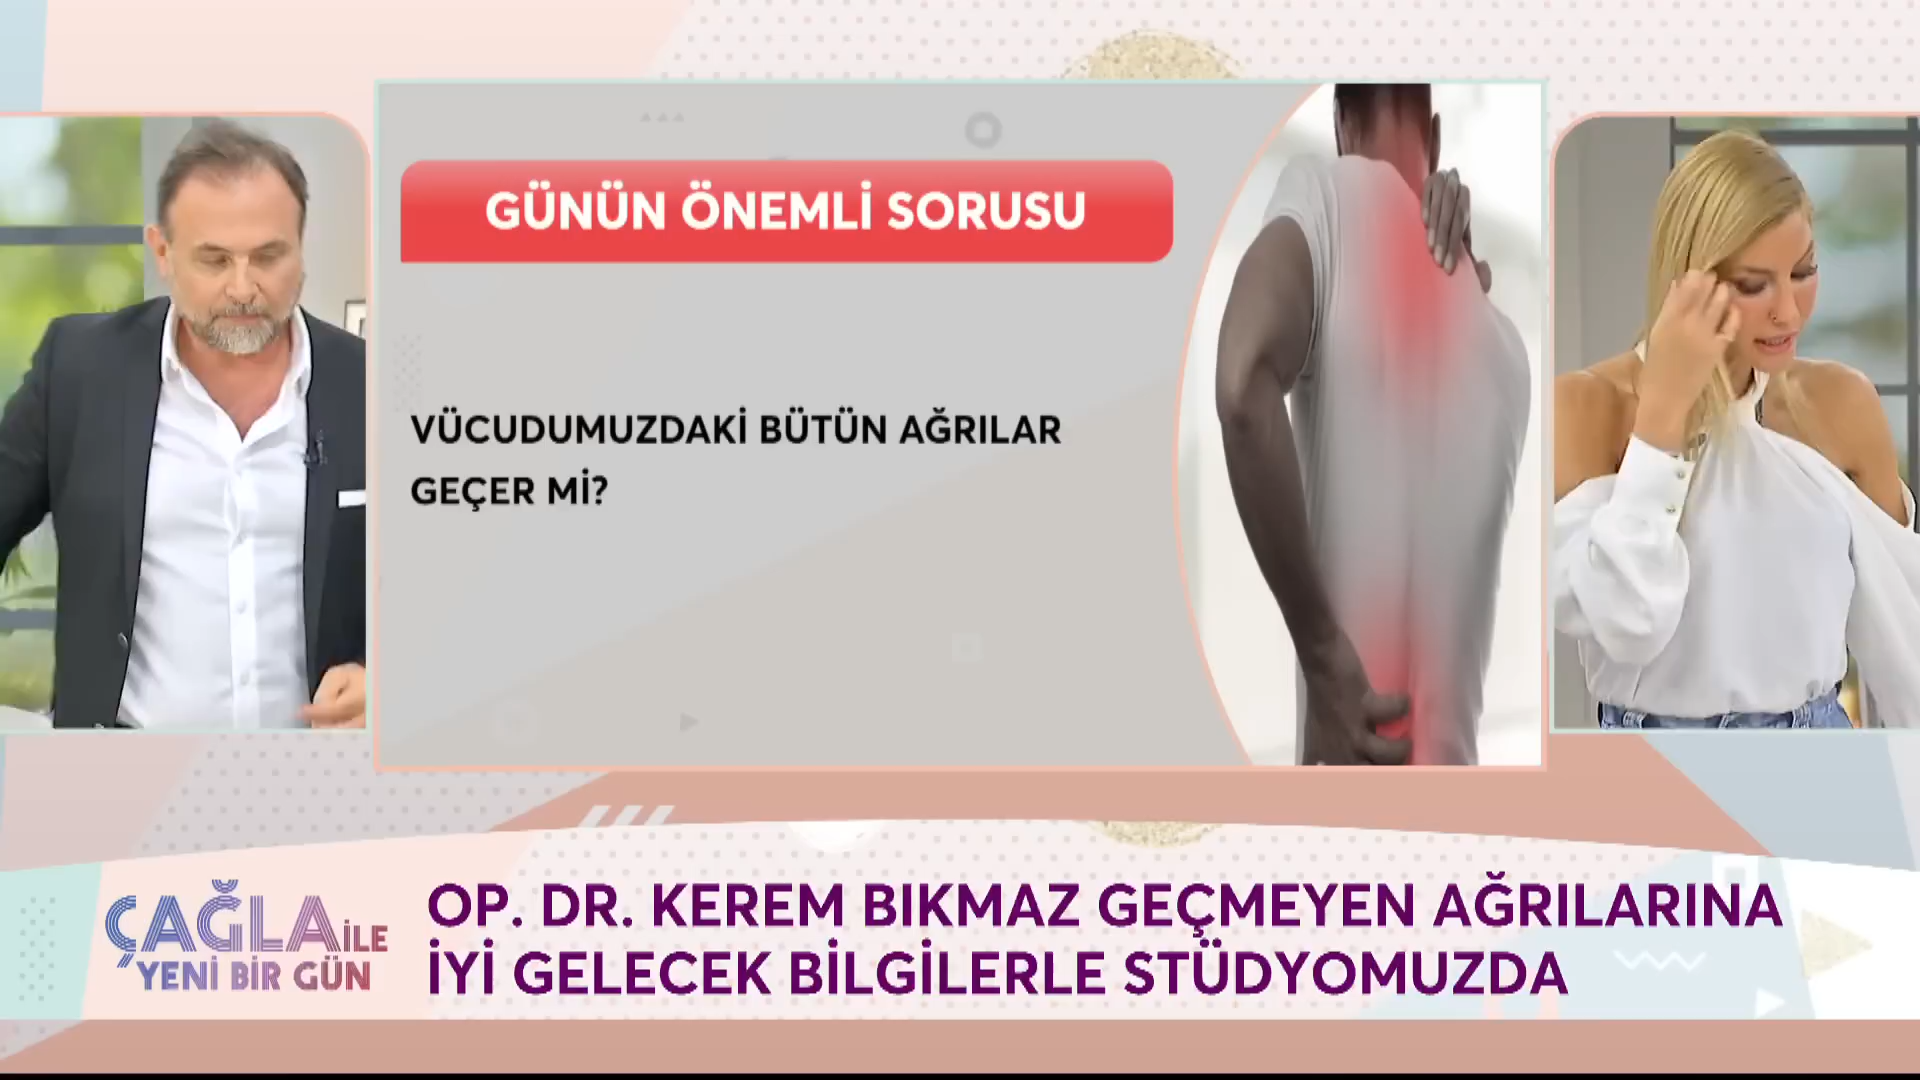 GÜNÜN ÖNEMLİ SORUSU
VÜCUDUMUZDAKİ BÜTÜN AĞRILAR
GEÇER Mİ?
ÇAĞLA İLE
YENİ BİR GÜN
OP. DR. KEREM BIKMAZ GEÇMEYEN AĞRILARINA
İYİ GELECEK BİLGİLERLE STÜDYOMUZDA